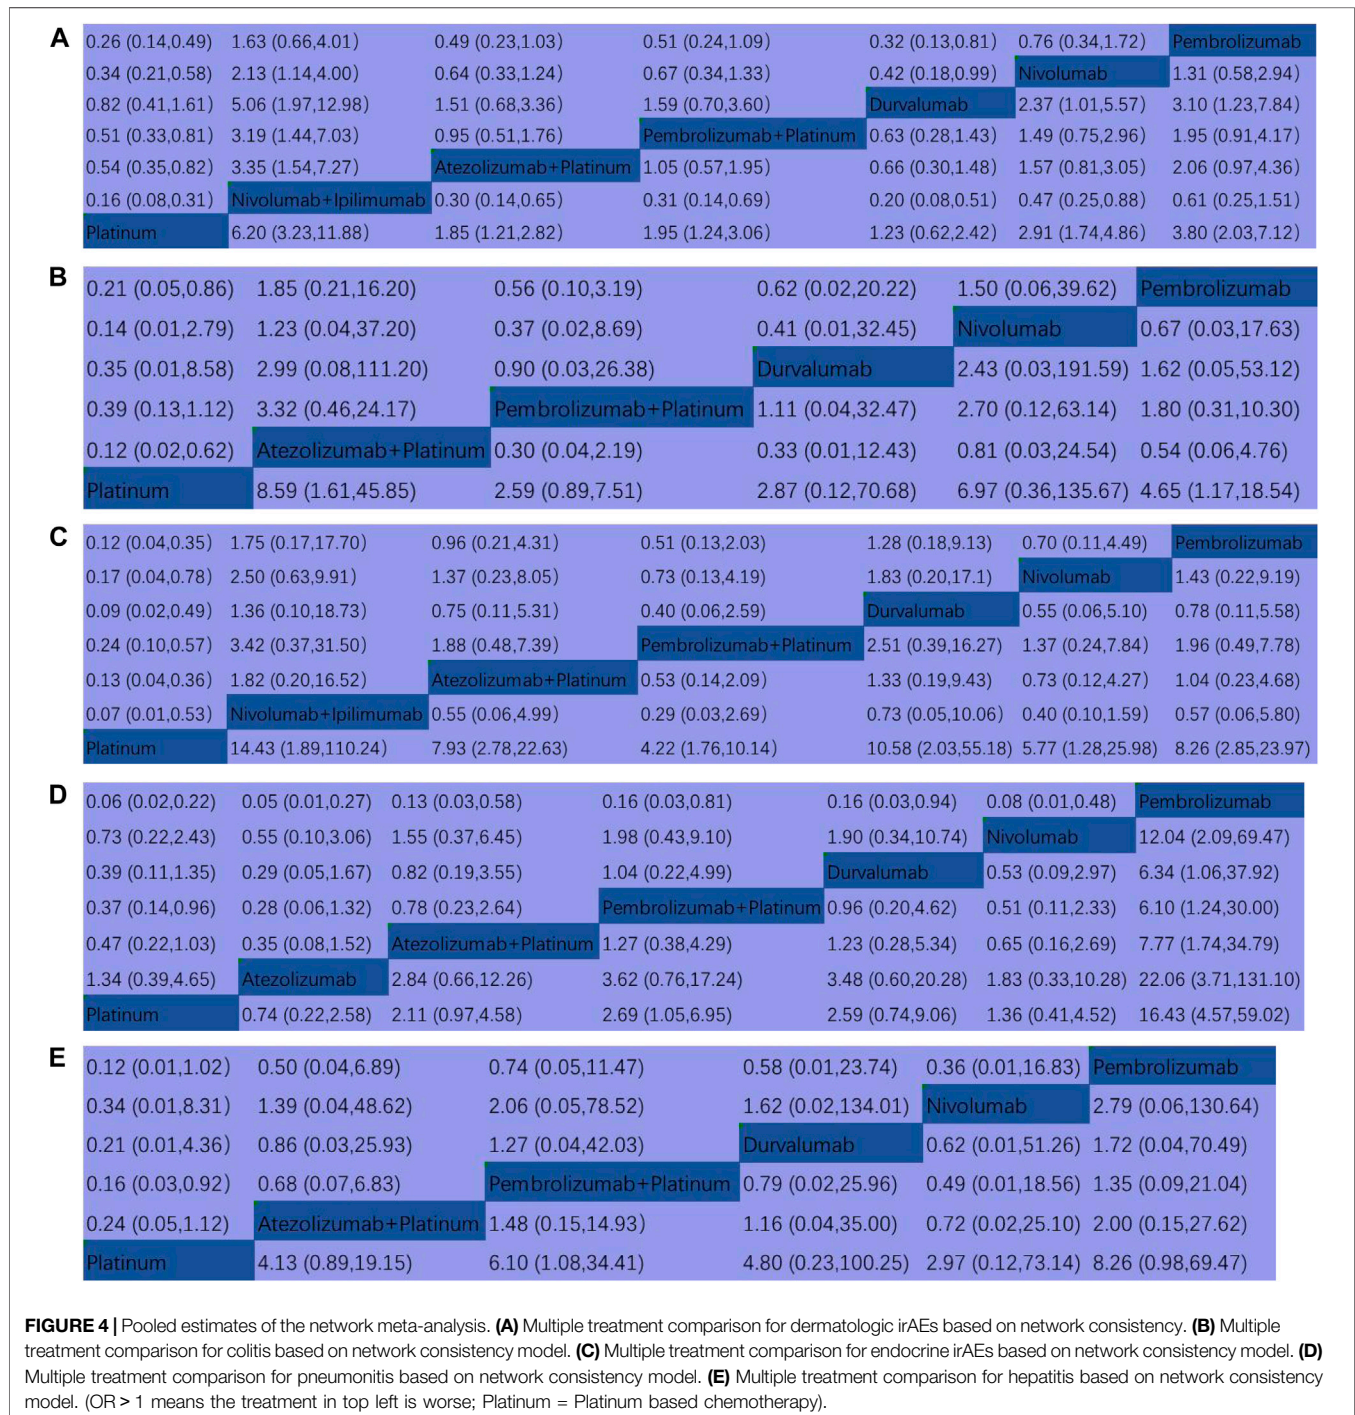 A
0.26 (0.14,0.49) 1.63 (0.66,4.01) 0.49 (0.23,1.03) 0.51 (0.24,1.09) 0.32 (0.13,0.81) 0.76 (0.34,1.72) Pembrolizumab
0.34 (0.21,0.58) 2.13 (1.14,4.00) 0.64 (0.33,1.24) 0.67 (0.34,1.33) 0.42 (0.18,0.99) Nivolumab 1.31 (0.58,2.94)
0.82 (0.41,1.61) 5.06 (1.97,12.98) 1.51 (0.68,3.36) 1.59 (0.70,3.60) Durvalumab 2.37 (1.01,5.57) 3.10 (1.23,7.84)
0.51 (0.33,0.81) 3.19 (1.44,7.03) 0.95 (0.51,1.76) Pembrolizumab+Platinum 0.63 (0.28,1.43) 1.49 (0.75,2.96) 1.95 (0.91,4.17)
0.54 (0.35,0.82) 3.35 (1.54,7.27) Atezolizumab+Platinum 1.05 (0.57,1.95) 0.66 (0.30,1.48) 1.57 (0.81,3.05) 2.06 (0.97,4.36)
0.16 (0.08,0.31) Nivolumab+Ipilimumab 0.30 (0.14,0.65) 0.31 (0.14,0.69) 0.20 (0.08,0.51) 0.47 (0.25,0.88) 0.61 (0.25,1.51)
Platinum 6.20 (3.23,11.88) 1.85 (1.21,2.82) 1.95 (1.24,3.06) 1.23 (0.62,2.42) 2.91 (1.74,4.86) 3.80 (2.03,7.12)
B
0.21 (0.05,0.86) 1.85 (0.21,16.20) 0.56 (0.10,3.19) 0.62 (0.02,20.22) 1.50 (0.06,39.62) Pembrolizumab
0.14 (0.01,2.79) 1.23 (0.04,37.20) 0.37 (0.02,8.69) 0.41 (0.01,32.45) Nivolumab 0.67 (0.03,17.63)
0.35 (0.01,8.58) 2.99 (0.08,111.20) 0.90 (0.03,26.38) Durvalumab 2.43 (0.03,191.59) 1.62 (0.05,53.12)
0.39 (0.13,1.12) 3.32 (0.46,24.17) Pembrolizumab+Platinum 1.11 (0.04,32.47) 2.70 (0.12,63.14) 1.80 (0.31,10.30)
0.12 (0.02,0.62) Atezolizumab+Platinum 0.30 (0.04,2.19) 0.33 (0.01,12.43) 0.81 (0.03,24.54) 0.54 (0.06,4.76)
Platinum 8.59 (1.61,45.85) 2.59 (0.89,7.51) 2.87 (0.12,70.68) 6.97 (0.36,135.67) 4.65 (1.17,18.54)
C
0.12 (0.04,0.35) 1.75 (0.17,17.70) 0.96 (0.21,4.31) 0.51 (0.13,2.03) 1.28 (0.18,9.13) 0.70 (0.11,4.49) Pembrolizumab
0.17 (0.04,0.78) 2.50 (0.63,9.91) 1.37 (0.23,8.05) 0.73 (0.13,4.19) 1.83 (0.20,17.1) Nivolumab 1.43 (0.22,9.19)
0.09 (0.02,0.49) 1.36 (0.10,18.73) 0.75 (0.11,5.31) 0.40 (0.06,2.59) Durvalumab 0.55 (0.06,5.10) 0.78 (0.11,5.58)
0.24 (0.10,0.57) 3.42 (0.37,31.50) 1.88 (0.48,7.39) Pembrolizumab+Platinum 2.51 (0.39,16.27) 1.37 (0.24,7.84) 1.96 (0.49,7.78)
0.13 (0.04,0.36) 1.82 (0.20,16.52) Atezolizumab+Platinum 0.53 (0.14,2.09) 1.33 (0.19,9.43) 0.73 (0.12,4.27) 1.04 (0.23,4.68)
0.07 (0.01,0.53) Nivolumab+Ipilimumab 0.55 (0.06,4.99) 0.29 (0.03,2.69) 0.73 (0.05,10.06) 0.40 (0.10,1.59) 0.57 (0.06,5.80)
Platinum 14.43 (1.89,110.24) 7.93 (2.78,22.63) 4.22 (1.76,10.14) 10.58 (2.03,55.18) 5.77 (1.28,25.98) 8.26 (2.85,23.97)
D
0.06 (0.02,0.22) 0.05 (0.01,0.27) 0.13 (0.03,0.58) 0.16 (0.03,0.81) 0.16 (0.03,0.94) 0.08 (0.01,0.48) Pembrolizumab
0.73 (0.22,2.43) 0.55 (0.10,3.06) 1.55 (0.37,6.45) 1.98 (0.43,9.10) 1.90 (0.34,10.74) Nivolumab 12.04 (2.09,69.47)
0.39 (0.11,1.35) 0.29 (0.05,1.67) 0.82 (0.19,3.55) 1.04 (0.22,4.99) Durvalumab 0.53 (0.09,2.97) 6.34 (1.06,37.92)
0.37 (0.14,0.96) 0.28 (0.06,1.32) 0.78 (0.23,2.64) Pembrolizumab+Platinum 0.96 (0.20,4.62) 0.51 (0.11,2.33) 6.10 (1.24,30.00)
0.47 (0.22,1.03) 0.35 (0.08,1.52) Atezolizumab+Platinum 1.27 (0.38,4.29) 1.23 (0.28,5.34) 0.65 (0.16,2.69) 7.77 (1.74,34.79)
1.34 (0.39,4.65) Atezolizumab 2.84 (0.66,12.26) 3.62 (0.76,17.24) 3.48 (0.60,20.28) 1.83 (0.33,10.28) 22.06 (3.71,131.10)
Platinum 0.74 (0.22,2.58) 2.11 (0.97,4.58) 2.69 (1.05,6.95) 2.59 (0.74,9.06) 1.36 (0.41,4.52) 16.43 (4.57,59.02)
E
0.12 (0.01,1.02) 0.50 (0.04,6.89) 0.74 (0.05,11.47) 0.58 (0.01,23.74) 0.36 (0.01,16.83) Pembrolizumab
0.34 (0.01,8.31) 1.39 (0.04,48.62) 2.06 (0.05,78.52) 1.62 (0.02,134.01) Nivolumab 2.79 (0.06,130.64)
0.21 (0.01,4.36) 0.86 (0.03,25.93) 1.27 (0.04,42.03) Durvalumab 0.62 (0.01,51.26) 1.72 (0.04,70.49)
0.16 (0.03,0.92) 0.68 (0.07,6.83) Pembrolizumab+Platinum 0.79 (0.02,25.96) 0.49 (0.01,18.56) 1.35 (0.09,21.04)
0.24 (0.05,1.12) Atezolizumab+Platinum 1.48 (0.15,14.93) 1.16 (0.04,35.00) 0.72 (0.02,25.10) 2.00 (0.15,27.62)
Platinum 4.13 (0.89,19.15) 6.10 (1.08,34.41) 4.80 (0.23,100.25) 2.97 (0.12,73.14) 8.26 (0.98,69.47)
FIGURE 4 | Pooled estimates of the network meta-analysis. (A) Multiple treatment comparison for dermatologic irAEs based on network consistency. (B) Multiple
treatment comparison for colitis based on network consistency model. (C) Multiple treatment comparison for endocrine irAEs based on network consistency model. (D)
Multiple treatment comparison for pneumonitis based on network consistency model. (E) Multiple treatment comparison for hepatitis based on network consistency
model. (OR > 1 means the treatment in top left is worse; Platinum = Platinum based chemotherapy).